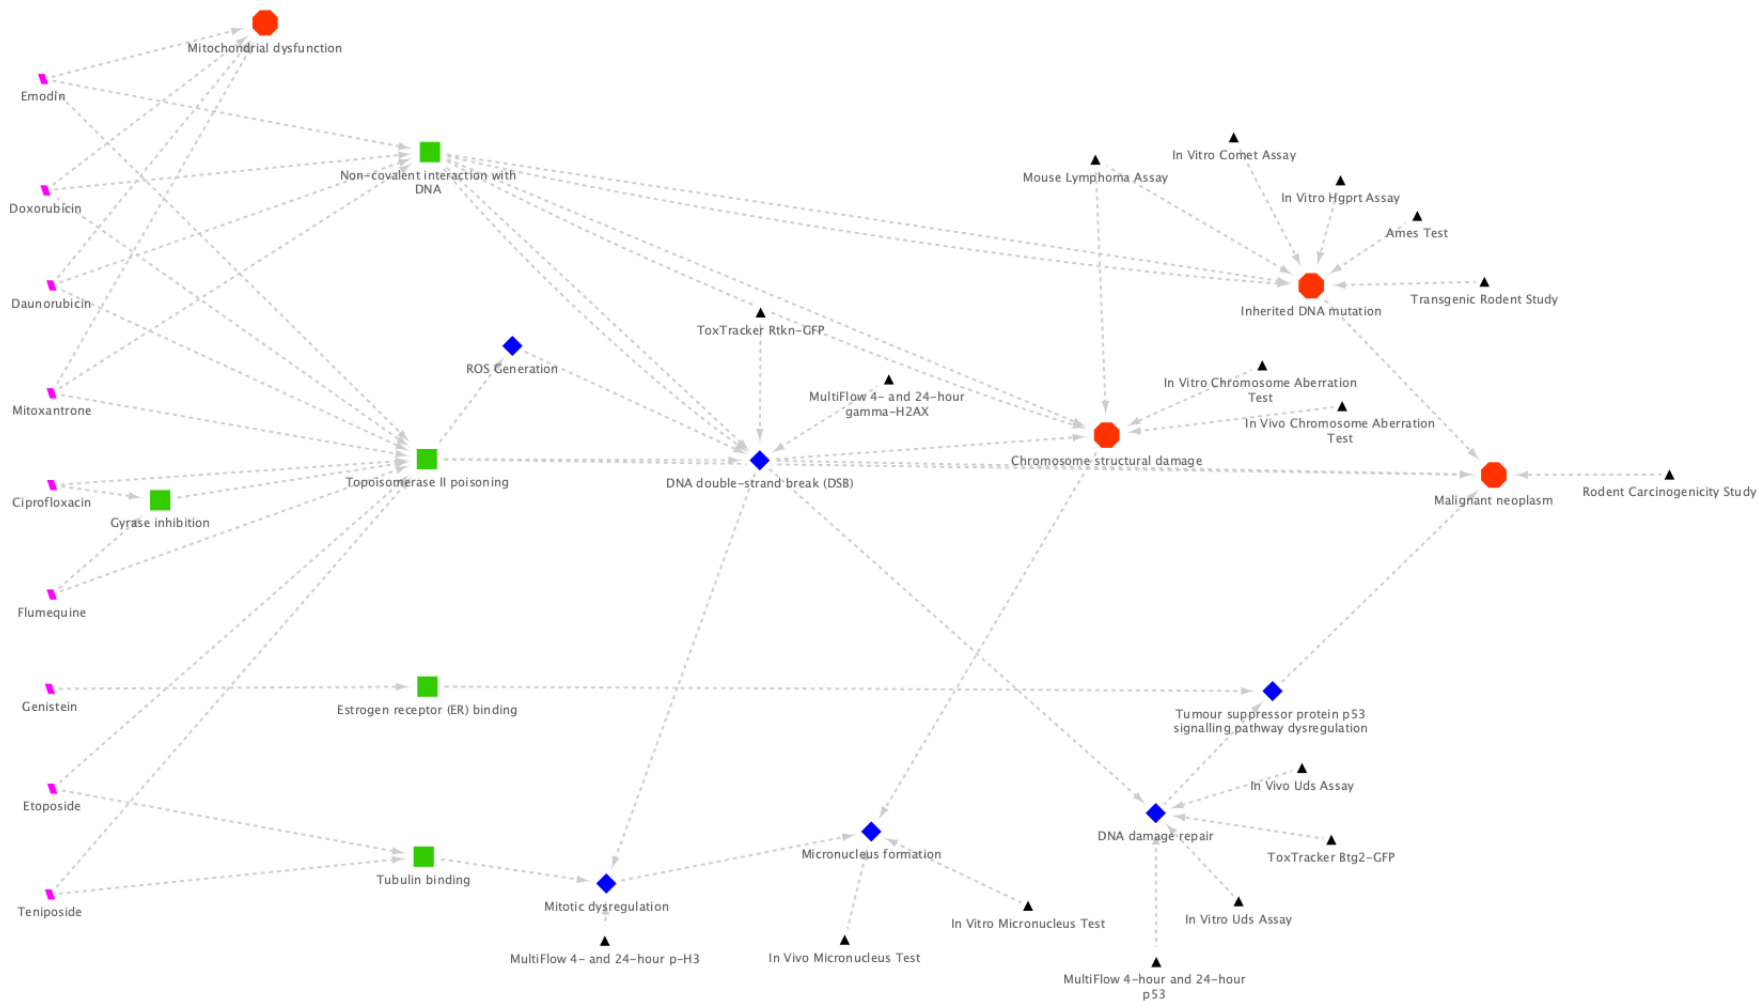 Mitochondrial dysfunction
Emodin
In Vitro Comet Assay
Non-covalent interaction with
DNA
Mouse Lymphoma Assay
In Vitro Hgprt Assay
Doxorubicin
Ames Test
Daunorubicin
Transgenic Rodent Study
Inherited DNA mutation
ToxTracker Rtkn-GFP
ROS Generation
In Vitro Chromosome Aberration
Test
MultiFlow 4- and 24-hour
gamma-H2AX
Mitoxantrone
In Vivo Chromosome Aberration
Test
Chromosome structural damage
Topoisomerase II poisoning
DNA double-strand break (DSB)
Rodent Carcinogenicity Study
Malignant neoplasm
Ciprofloxacin
Gyrase inhibition
Flumequine
Genistein
Estrogen receptor (ER) binding
Tumour suppressor protein p53
signalling pathway dysregulation
In Vivo Uds Assay
Etoposide
DNA damage repair
Micronucleus formation
ToxTracker Btg2-GFP
Tubulin binding
Mitotic dysregulation
Teniposide
In Vitro Uds Assay
In Vitro Micronucleus Test
MultiFlow 4- and 24-hour p-H3
In Vivo Micronucleus Test
MultiFlow 4-hour and 24-hour
p53